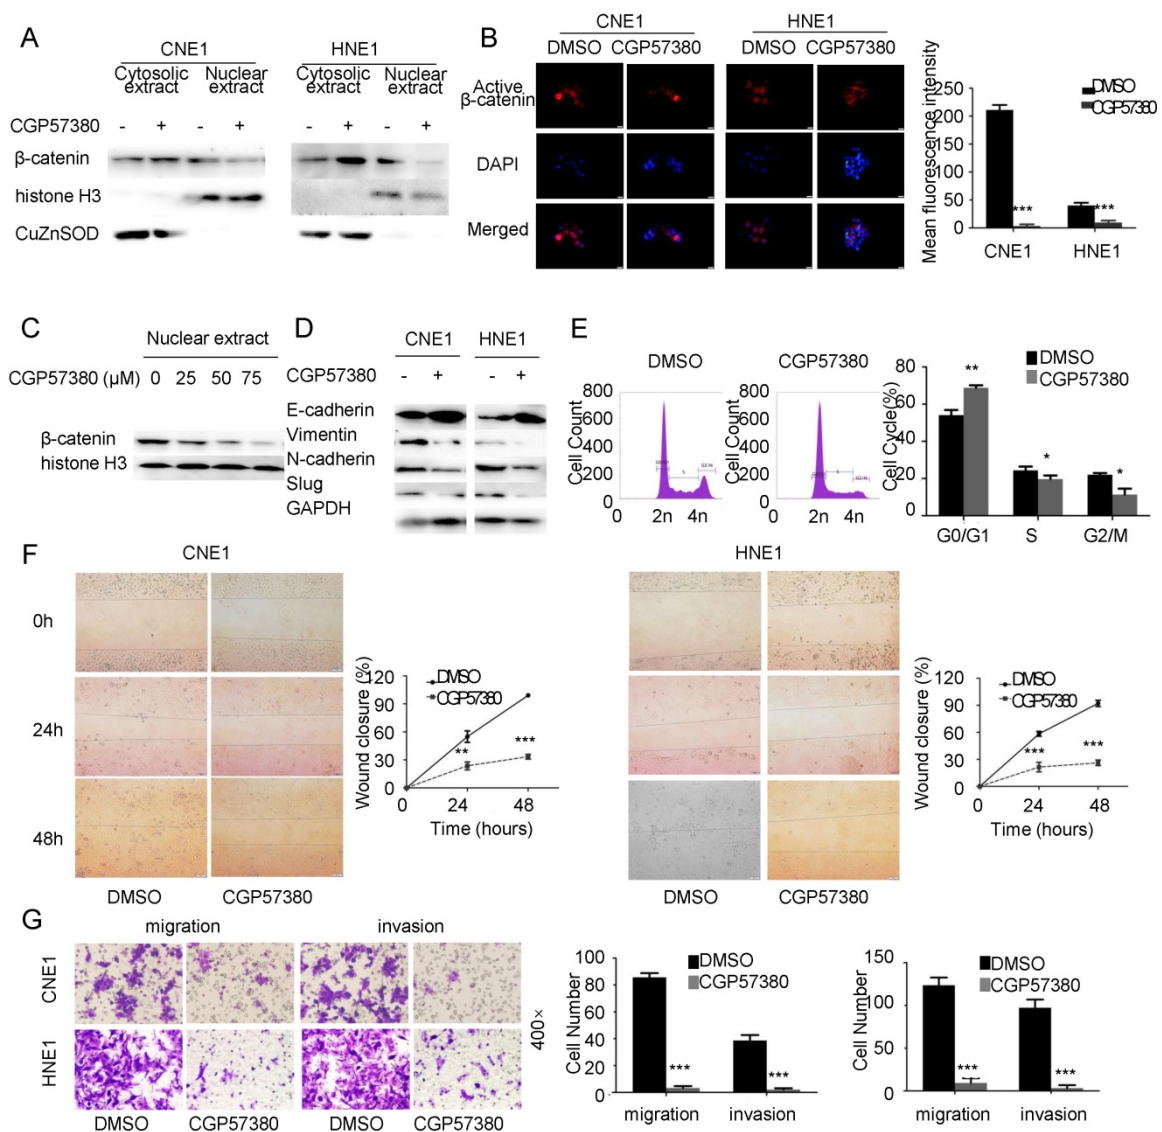 A
CNE1 HNE1
Cytosolic extract Nuclear extract Cytosolic extract Nuclear extract
CGP57380 - + - + - + - +
β-catenin
histone H3
CuZnSOD
B
CNE1 HNE1
DMSO CGP57380 DMSO CGP57380
Active β-catenin
DAPI
Merged
Mean fluorescence intensity
250
200
150
100
50
0
DMSO
CGP57380
*** ***
CNE1 HNE1
C
Nuclear extract
CGP57380 (µM) 0 25 50 75
β-catenin
histone H3
D
CNE1 HNE1
CGP57380 - + - +
E-cadherin
Vimentin
N-cadherin
Slug
GAPDH
E
DMSO CGP57380
Cell Count
800
600
400
200
0
0 2n 4n
Cell Count
800
600
400
200
0
0 2n 4n
Cell Cycle(%)
80
60
40
20
0
DMSO
CGP57380
** * *
G0/G1 S G2/M
F
CNE1 HNE1
0h
24h
48h
DMSO CGP57380
Wound closure (%)
120
90
60
30
0
DMSO
CGP57380
** ***
0 24 48
Time (hours)
DMSO CGP57380
Wound closure (%)
120
90
60
30
0
DMSO
CGP57380
*** ***
0 24 48
Time (hours)
G
migration invasion
CNE1
HNE1
400×
DMSO CGP57380 DMSO CGP57380
Cell Number
100
80
60
40
20
0
DMSO
CGP57380
*** ***
migration invasion
Cell Number
150
100
50
0
DMSO
CGP57380
*** ***
migration invasion